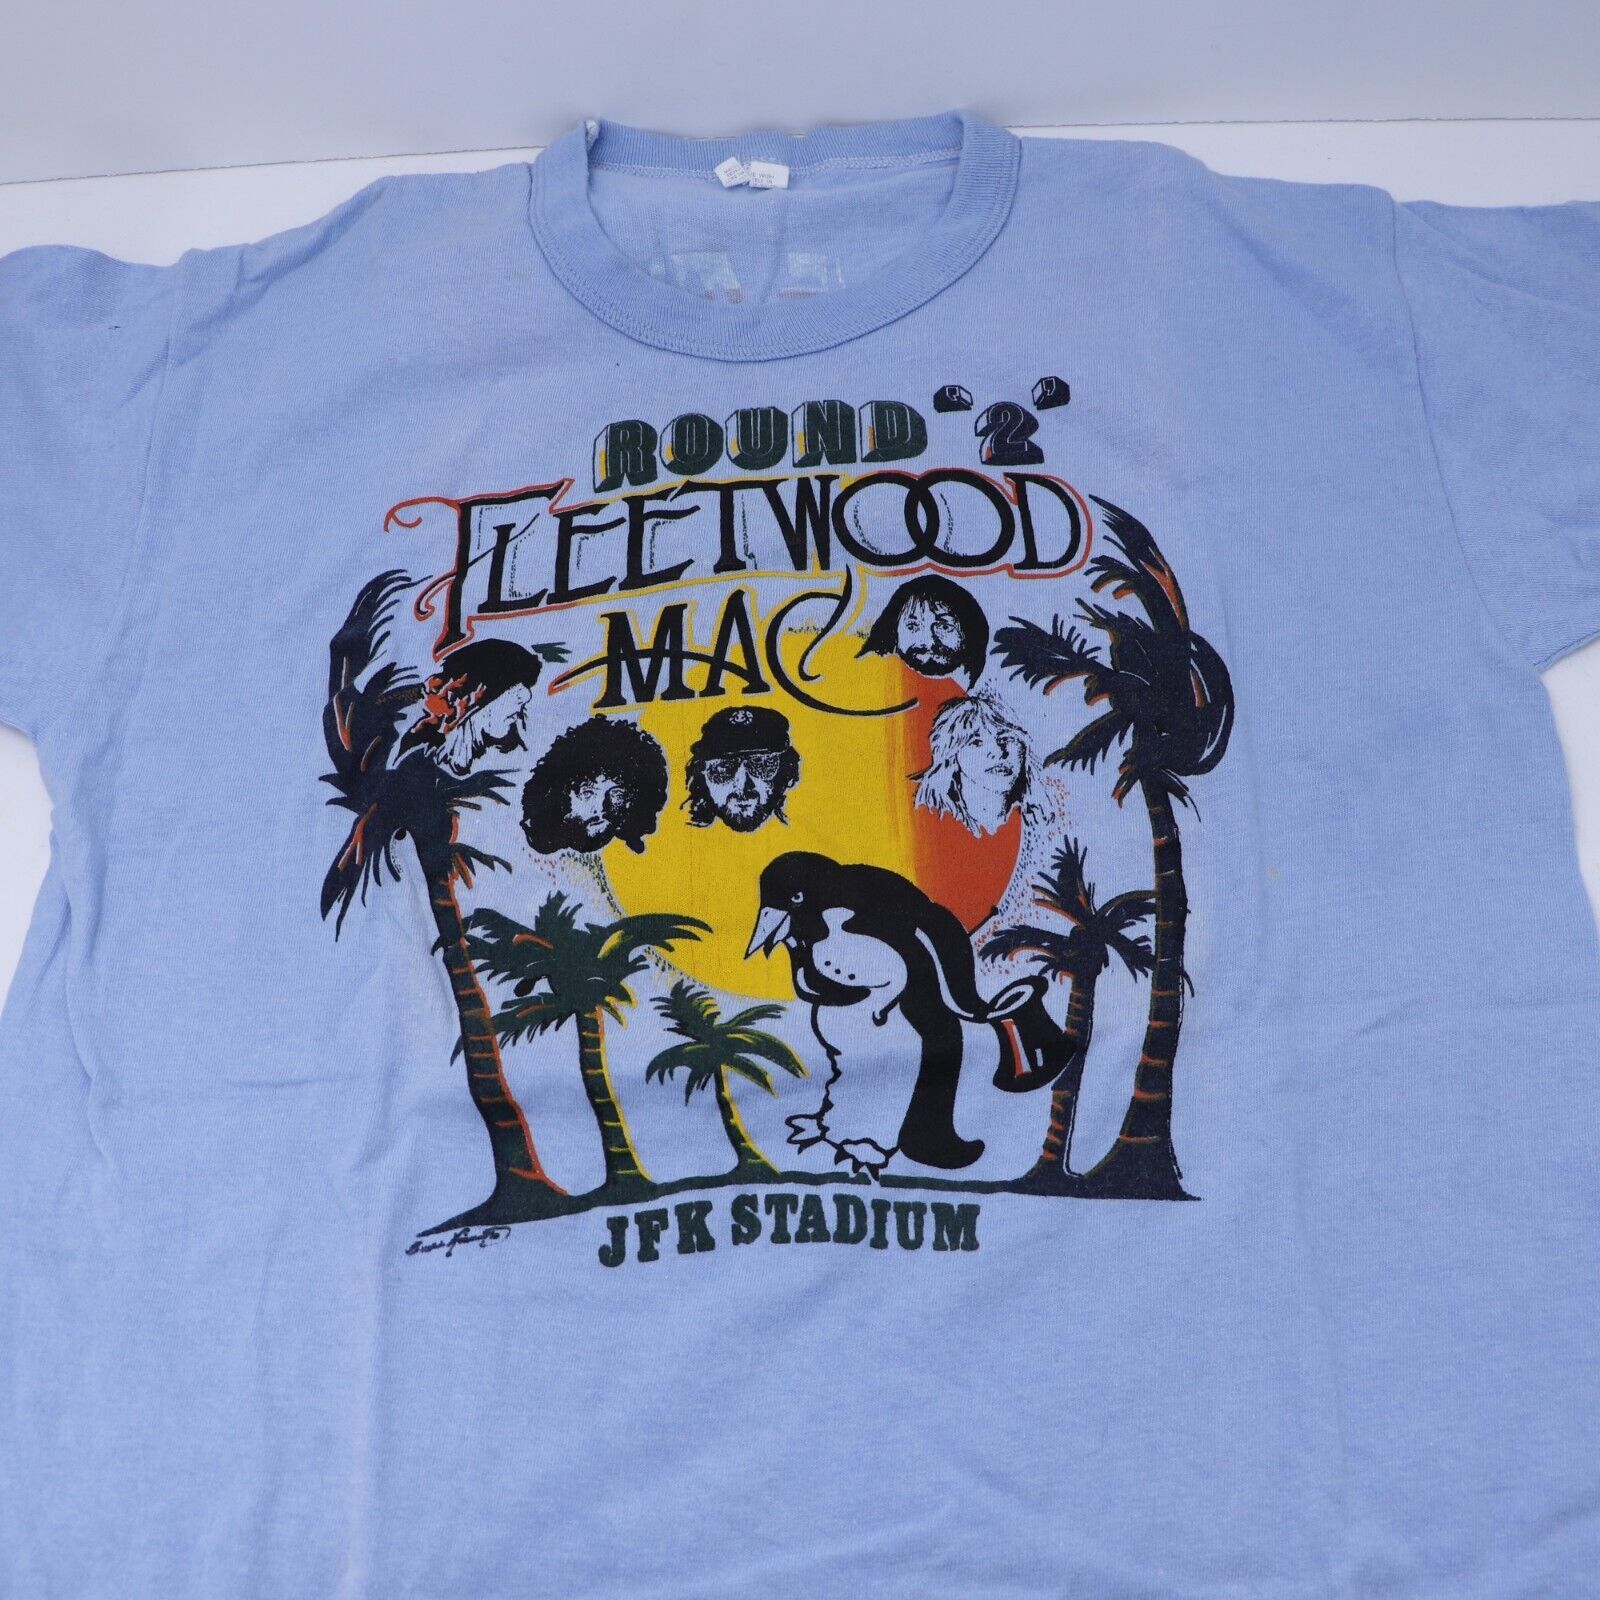 ROUND "2"
FLEETWOOD
MAC
JFK STADIUM